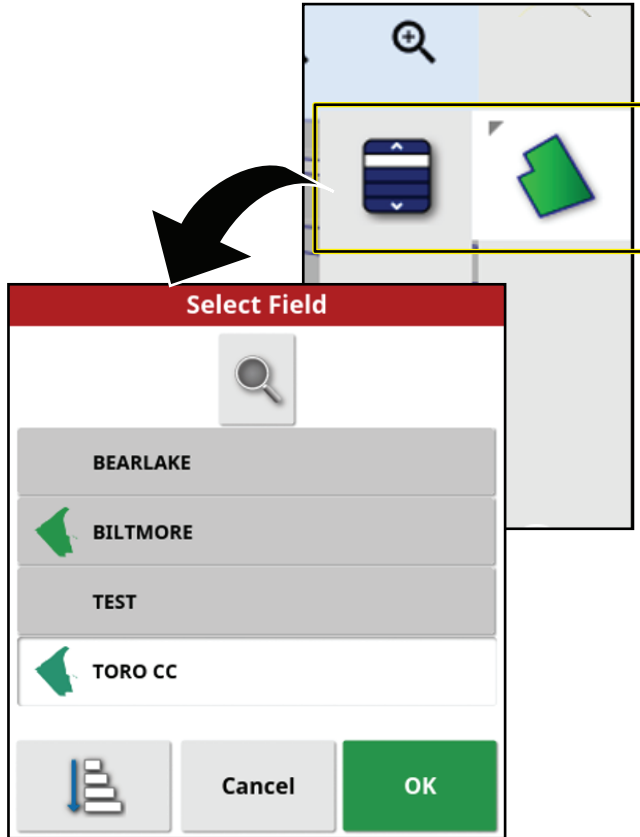 Select Field
BEARLAKE
BILTMORE
TEST
TORO CC
Cancel
OK